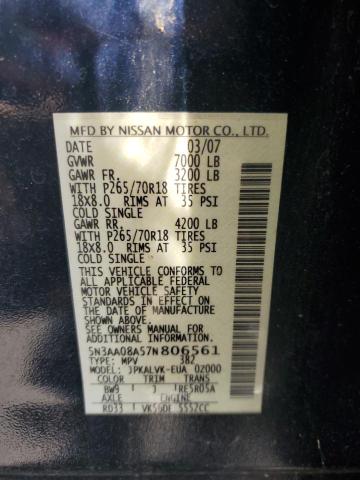 MFD BY NISSAN MOTOR CO., LTD.
DATE 03/07
GVWR 7000 LB
GAWR FR. 3200 LB
WITH P265/70R18 TIRES
18X8.0 RIMS AT 35 PSI
COLD SINGLE
GAWR RR. 4200 LB
WITH P265/70R18 TIRES
18X8.0 RIMS AT 35 PSI
COLD SINGLE
THIS VEHICLE CONFORMS TO
ALL APPLICABLE FEDERAL
MOTOR VEHICLE SAFETY
STANDARDS IN EFFECT ON
THE DATE OF MANUFACTURE
SHOWN ABOVE.
SEE OWNER'S MANUAL FOR
ADDITIONAL INFORMATION.
5N3AA08A57N806561
TYPE: MPV 382
MODEL: JPKALVK-EUA 02000
COLOR TRIM TRANS
BW9 J RE5R05A
AXLE ENGINE
RD33 VK56DE 5552CC